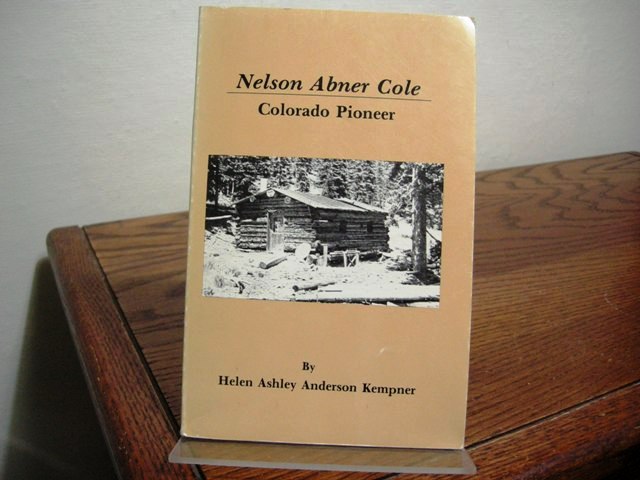 Nelson Abner Cole
Colorado Pioneer
By
Helen Ashley Anderson Kempner